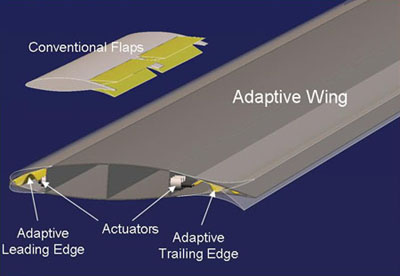 Conventional Flaps
Adaptive Wing
Adaptive
Leading Edge
Actuators
Adaptive
Trailing Edge